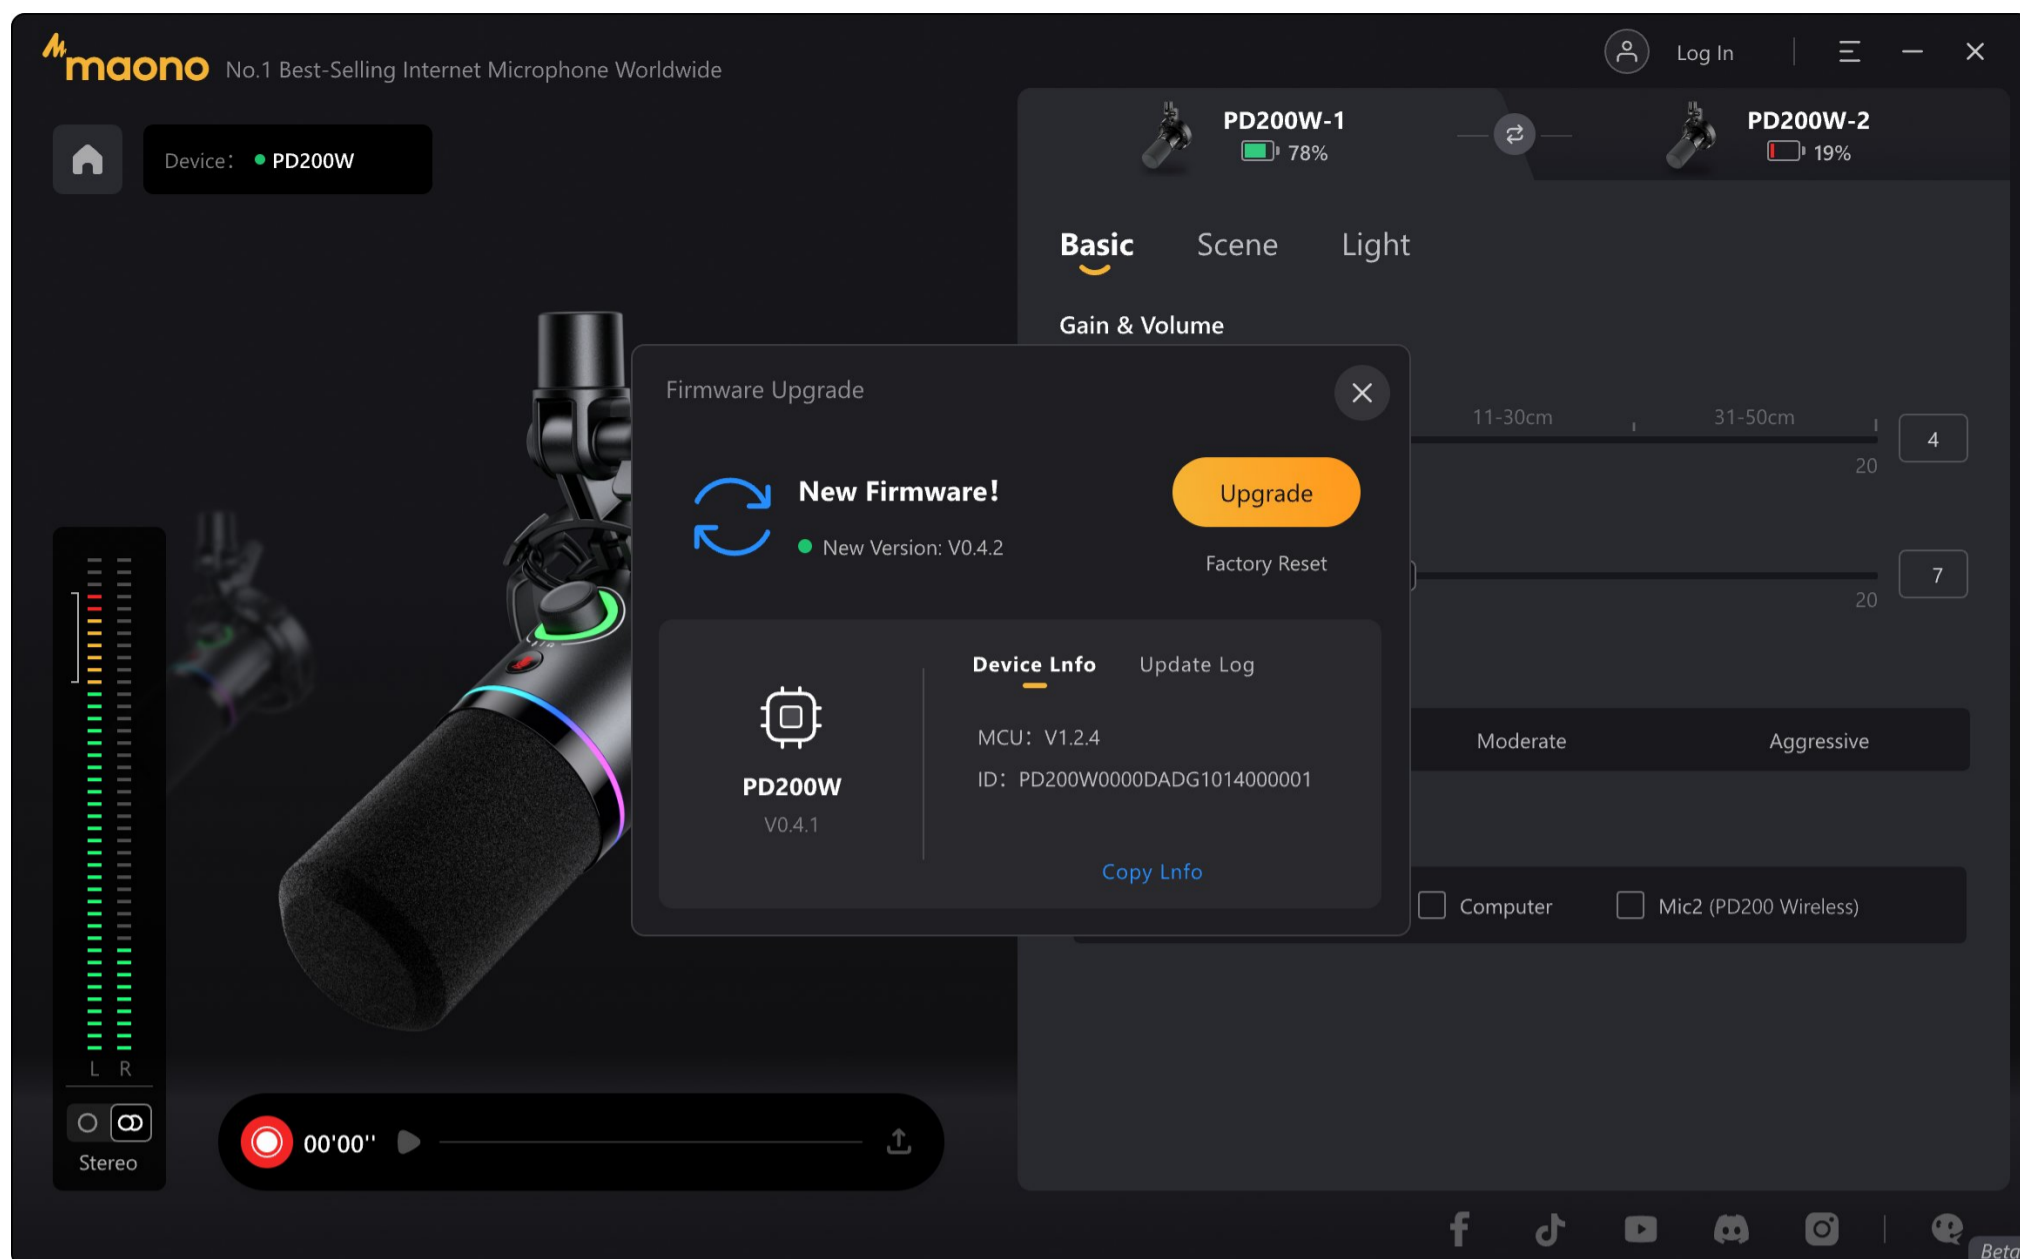 maono No.1 Best-Selling Internet Microphone Worldwide
Log In
Device: PD200W
PD200W-1
78%
PD200W-2
19%
Basic Scene Light
Gain & Volume
11-30cm 31-50cm
4
20
7
20
Moderate Aggressive
Computer Mic2 (PD200 Wireless)
Firmware Upgrade
New Firmware!
New Version: V0.4.2
Upgrade
Factory Reset
PD200W
V0.4.1
Device Lnfo Update Log
MCU: V1.2.4
ID: PD200W0000DADG1014000001
Copy Lnfo
L R
Stereo
00'00''
Beta